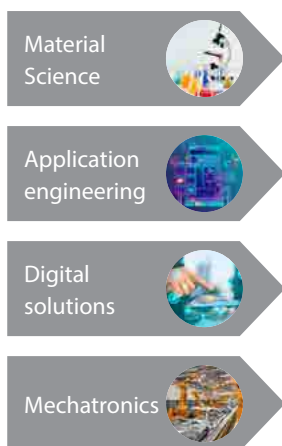 Material
Science
Application
engineering
Digital
solutions
Mechatronics